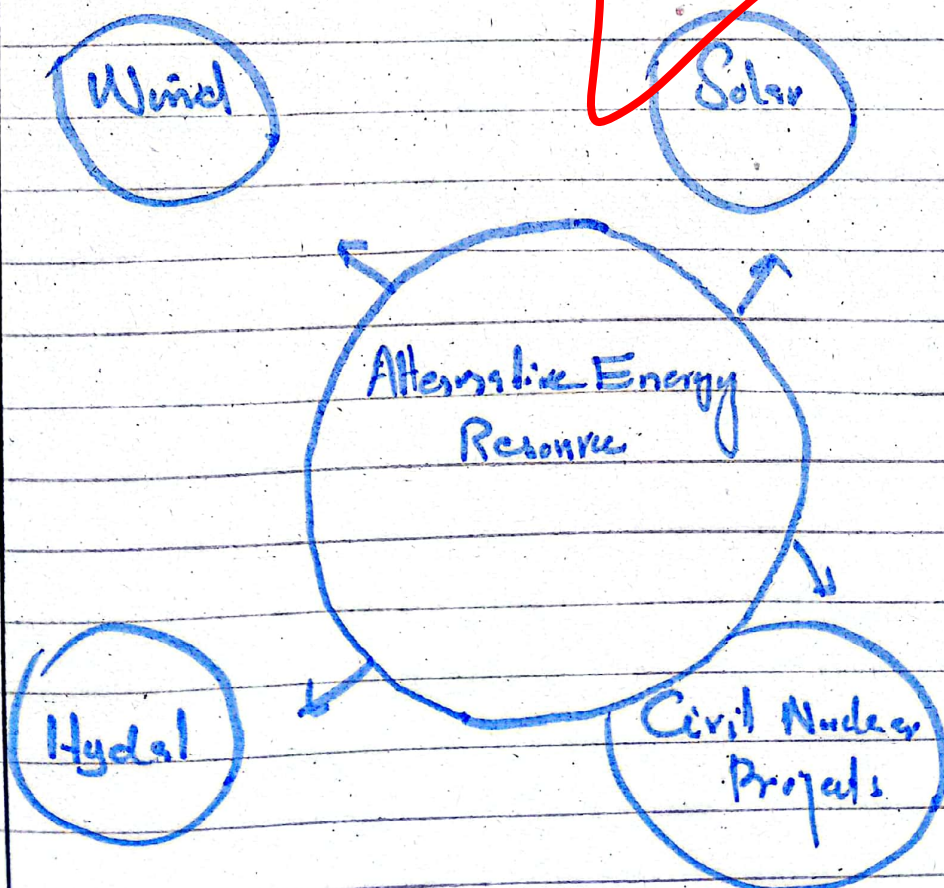 Wind
Solar
Alternative Energy
Resource
Hydal
Civil Nuclear
Projects